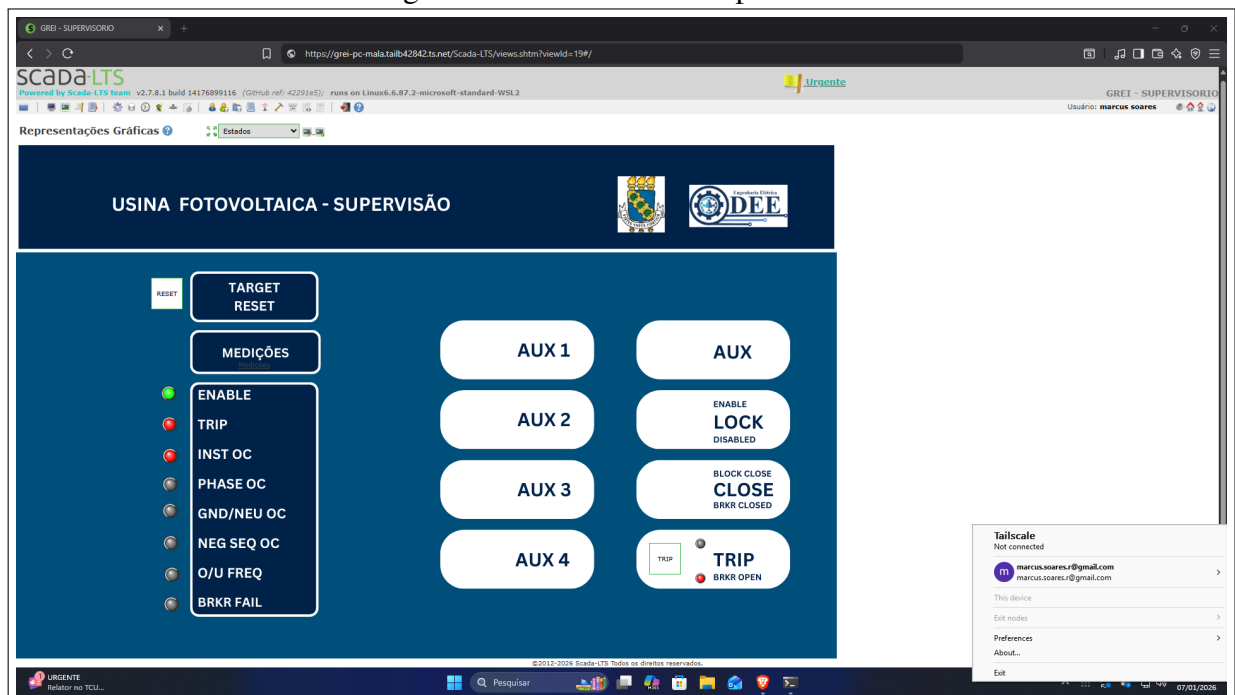 GREI - SUPERVISORIO
https://grei-pc-mala.tailb42842.ts.net/Scada-LTS/views.shtm?viewId=19#/
scaDa-LTS
Powered by Scada-LTS team v2.7.8.1 build 14176899116 (GitHub ref: 42291e5); runs on Linux6.6.87.2-microsoft-standard-WSL2
Urgente
GREI - SUPERVISORIO
Usuário: marcus soares
Representações Gráficas
Estados
USINA FOTOVOLTAICA - SUPERVISÃO
Engenharia Elétrica
DEE
RESET
TARGET
RESET
MEDIÇÕES
ENABLE
TRIP
INST OC
PHASE OC
GND/NEU OC
NEG SEQ OC
O/U FREQ
BRKR FAIL
AUX 1
AUX 2
AUX 3
AUX 4
AUX
ENABLE
LOCK
DISABLED
BLOCK CLOSE
CLOSE
BRKR CLOSED
TRIP
TRIP
BRKR OPEN
Tailscale
Not connected
m
marcus.soares.r@gmail.com
marcus.soares.r@gmail.com
This device
Exit nodes
Preferences
About...
Exit
©2012-2026 Scada-LTS Todos os direitos reservados.
URGENTE
Relator no TCU...
Pesquisar
07/01/2026